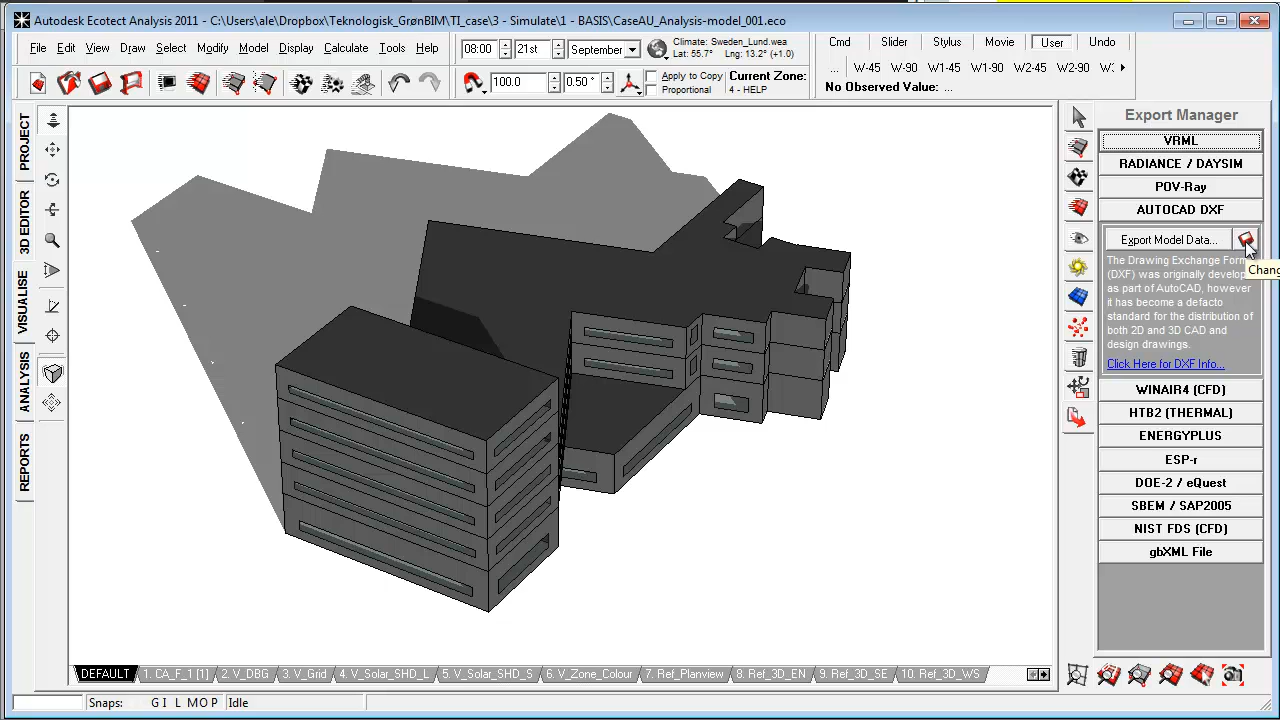 Autodesk Ecotect Analysis 2011 - C:\Users\ale\Dropbox\Teknologisk_GrønBIM\TI_case\3 - Simulate\1 - BASIS\CaseAU_Analysis-model_001.eco
File Edit View Draw Select Modify Model Display Calculate Tools Help
08:00 21st September
Climate: Sweden_Lund.wea
Lat: 55.7° Lng: 13.2° (+1.0)
Cmd Slider Stylus Movie User Undo
... W-45 W-90 W1-45 W1-90 W2-45 W2-90 W:
100.0 0.50 °
Apply to Copy
Proportional
Current Zone:
4 - HELP
No Observed Value: ...
PROJECT
3D EDITOR
VISUALISE
ANALYSIS
REPORTS
Export Manager
VRML
RADIANCE / DAYSIM
POV-Ray
AUTOCAD DXF
Export Model Data...
Chang
The Drawing Exchange Form
(DXF) was originally develop
as part of AutoCAD, however
it has become a defacto
standard for the distribution of
both 2D and 3D CAD and
design drawings.
Click Here for DXF Info...
WINAIR4 (CFD)
HTB2 (THERMAL)
ENERGYPLUS
ESP-r
DOE-2 / eQuest
SBEM / SAP2005
NIST FDS (CFD)
gbXML File
DEFAULT 1. CA_F_1 [1] 2. V_DBG 3. V_Grid 4. V_Solar_SHD_L 5. V_Solar_SHD_S 6. V_Zone_Colour 7. Ref_Planview 8. Ref_3D_EN 9. Ref_3D_SE 10. Ref_3D_WS
Snaps: G I L M O P Idle